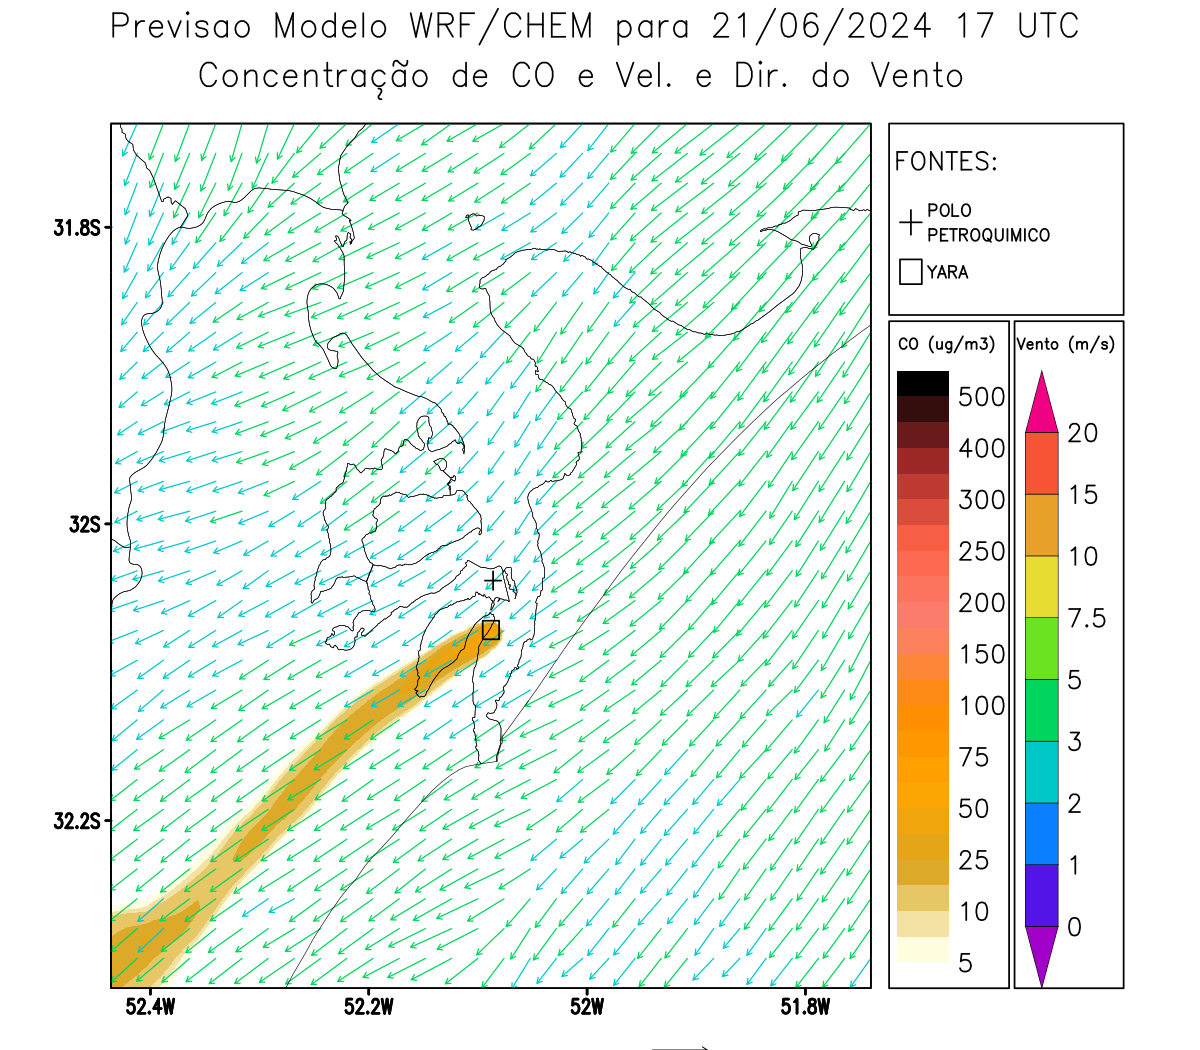 Previsao Modelo WRF/CHEM para 21/06/2024 17 UTC
Concentração de CO e Vel. e Dir. do Vento
FONTES:
POLO
PETROQUIMICO
YARA
CO (ug/m3)
500
400
300
250
200
150
100
75
50
25
10
5
Vento (m/s)
20
15
10
7.5
5
3
2
1
0
31.8S
32S
32.2S
52.4W
52.2W
52W
51.8W